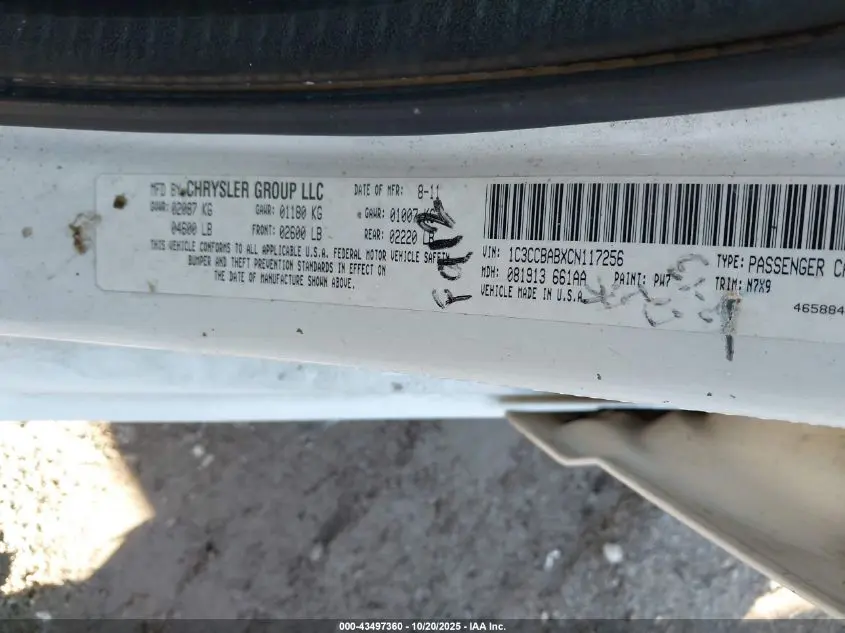 MFD BY CHRYSLER GROUP LLC DATE OF MFR: 8-11
GVWR: 02087 KG GAWR: 01180 KG GAWR: 01007
04600 LB FRONT: 02600 LB REAR: 02220 LB
THIS VEHICLE CONFORMS TO ALL APPLICABLE U.S.A. FEDERAL MOTOR VEHICLE SAFETY,
BUMPER AND THEFT PREVENTION STANDARDS IN EFFECT ON
THE DATE OF MANUFACTURE SHOWN ABOVE.
VIN: 1C3CCBABXCN117256 TYPE: PASSENGER CA
MDH: 081913 661AA PAINT: PW7 TRIM: N7X9
VEHICLE MADE IN U.S.A
465884
00-43497360 | 10/20/2025 | IAA Inc.